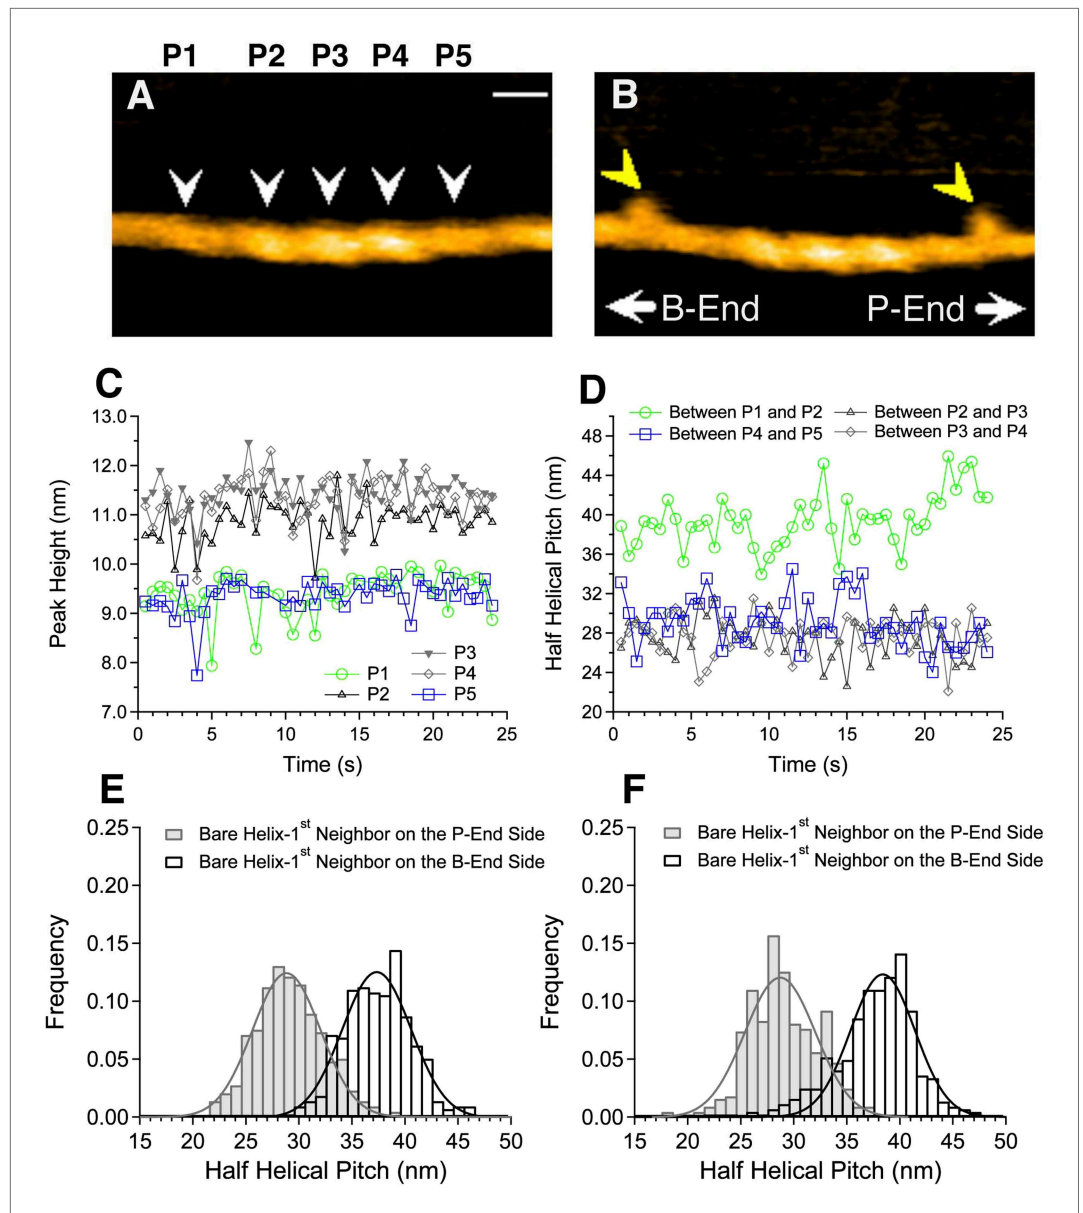 P1 P2 P3 P4 P5
A
B
B-End P-End
C
Peak Height (nm)
13.0
12.0
11.0
10.0
9.0
8.0
7.0
P3
P1 P4
P2 P5
0 5 10 15 20 25
Time (s)
D
Half Helical Pitch (nm)
Between P1 and P2 Between P2 and P3
Between P4 and P5 Between P3 and P4
48
44
40
36
32
28
24
20
0 5 10 15 20 25
Time (s)
E
Frequency
Bare Helix-1st Neighbor on the P-End Side
Bare Helix-1st Neighbor on the B-End Side
0.25
0.20
0.15
0.10
0.05
0.00
15 20 25 30 35 40 45 50
Half Helical Pitch (nm)
F
Frequency
Bare Helix-1st Neighbor on the P-End Side
Bare Helix-1st Neighbor on the B-End Side
0.25
0.20
0.15
0.10
0.05
0.00
15 20 25 30 35 40 45 50
Half Helical Pitch (nm)